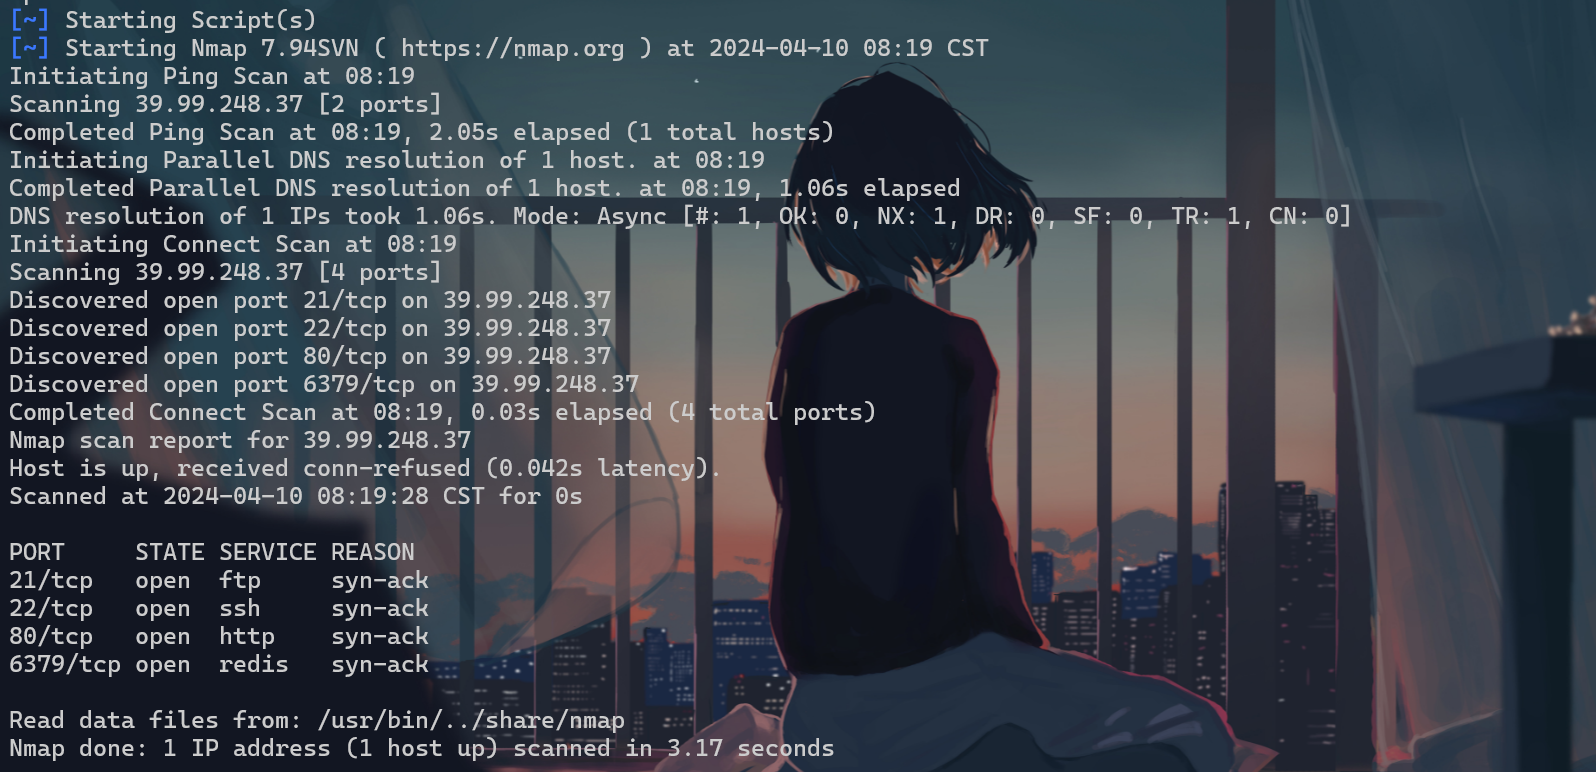 [~] Starting Script(s)
[~] Starting Nmap 7.94SVN ( https://nmap.org ) at 2024-04-10 08:19 CST
Initiating Ping Scan at 08:19
Scanning 39.99.248.37 [2 ports]
Completed Ping Scan at 08:19, 2.05s elapsed (1 total hosts)
Initiating Parallel DNS resolution of 1 host. at 08:19
Completed Parallel DNS resolution of 1 host. at 08:19, 1.06s elapsed
DNS resolution of 1 IPs took 1.06s. Mode: Async [#: 1, OK: 0, NX: 1, DR: 0, SF: 0, TR: 1, CN: 0]
Initiating Connect Scan at 08:19
Scanning 39.99.248.37 [4 ports]
Discovered open port 21/tcp on 39.99.248.37
Discovered open port 22/tcp on 39.99.248.37
Discovered open port 80/tcp on 39.99.248.37
Discovered open port 6379/tcp on 39.99.248.37
Completed Connect Scan at 08:19, 0.03s elapsed (4 total ports)
Nmap scan report for 39.99.248.37
Host is up, received conn-refused (0.042s latency).
Scanned at 2024-04-10 08:19:28 CST for 0s
PORT     STATE SERVICE REASON
21/tcp   open  ftp     syn-ack
22/tcp   open  ssh     syn-ack
80/tcp   open  http    syn-ack
6379/tcp open  redis   syn-ack
Read data files from: /usr/bin/../share/nmap
Nmap done: 1 IP address (1 host up) scanned in 3.17 seconds